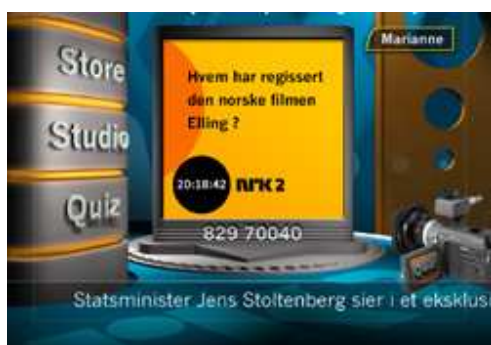 Marianne
Store
Studio
Quiz
Hvem har regissert
den norske filmen
Elling ?
20:18:42 NRK 2
829 70040
Statsminister Jens Stoltenberg sier i et eksklus